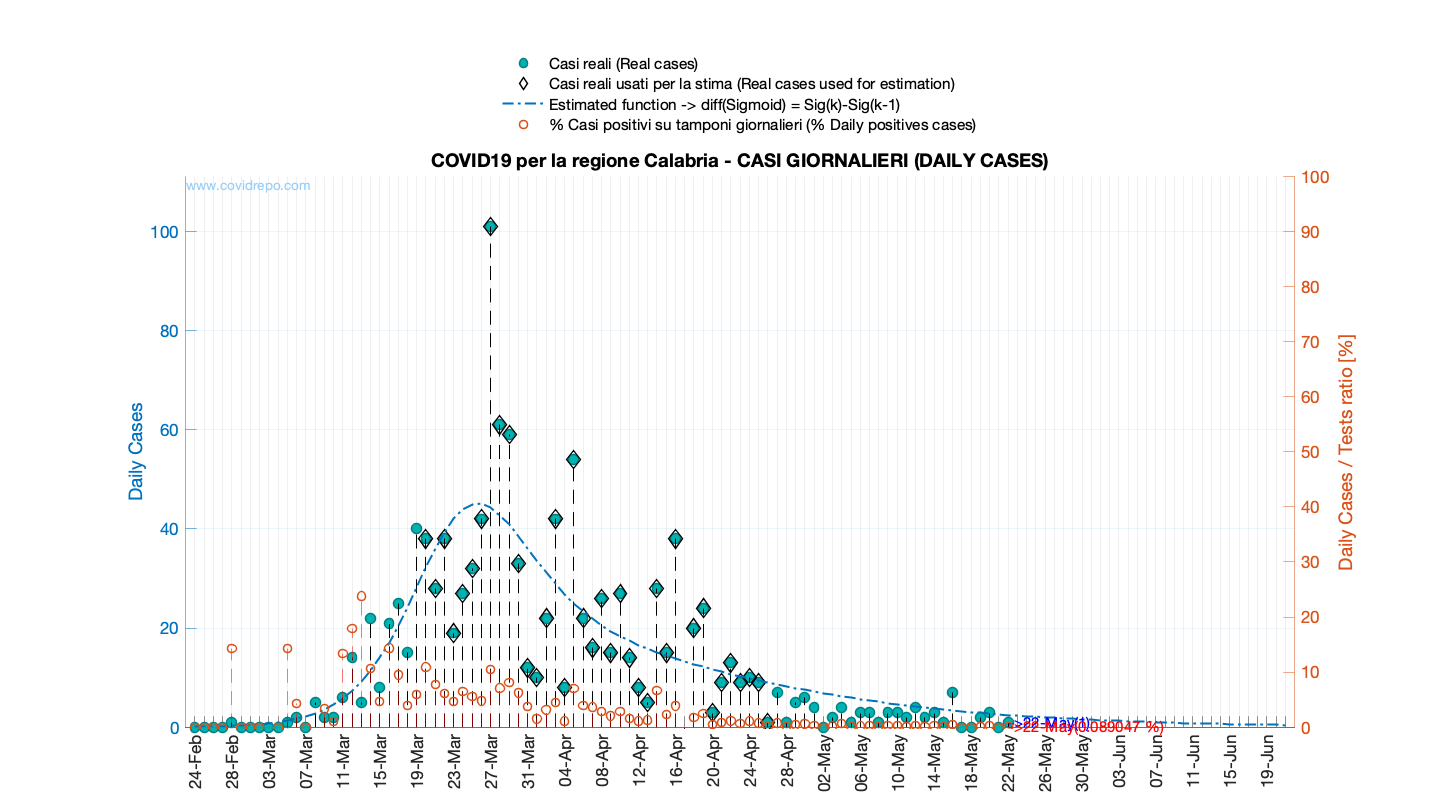 Casi reali (Real cases)
Casi reali usati per la stima (Real cases used for estimation)
Estimated function -> diff(Sigmoid) = Sig(k)-Sig(k-1)
% Casi positivi su tamponi giornalieri (% Daily positives cases)
COVID19 per la regione Calabria - CASI GIORNALIERI (DAILY CASES)
www.covidrepo.com
Daily Cases
100
80
60
40
20
0
100
90
80
70
60
50
40
30
20
10
0
Daily Cases / Tests ratio [%]
>22-May(0.089047 %)
24-Feb
28-Feb
03-Mar
07-Mar
11-Mar
15-Mar
19-Mar
23-Mar
27-Mar
31-Mar
04-Apr
08-Apr
12-Apr
16-Apr
20-Apr
24-Apr
28-Apr
02-May
06-May
10-May
14-May
18-May
22-May
26-May
30-May
03-Jun
07-Jun
11-Jun
15-Jun
19-Jun